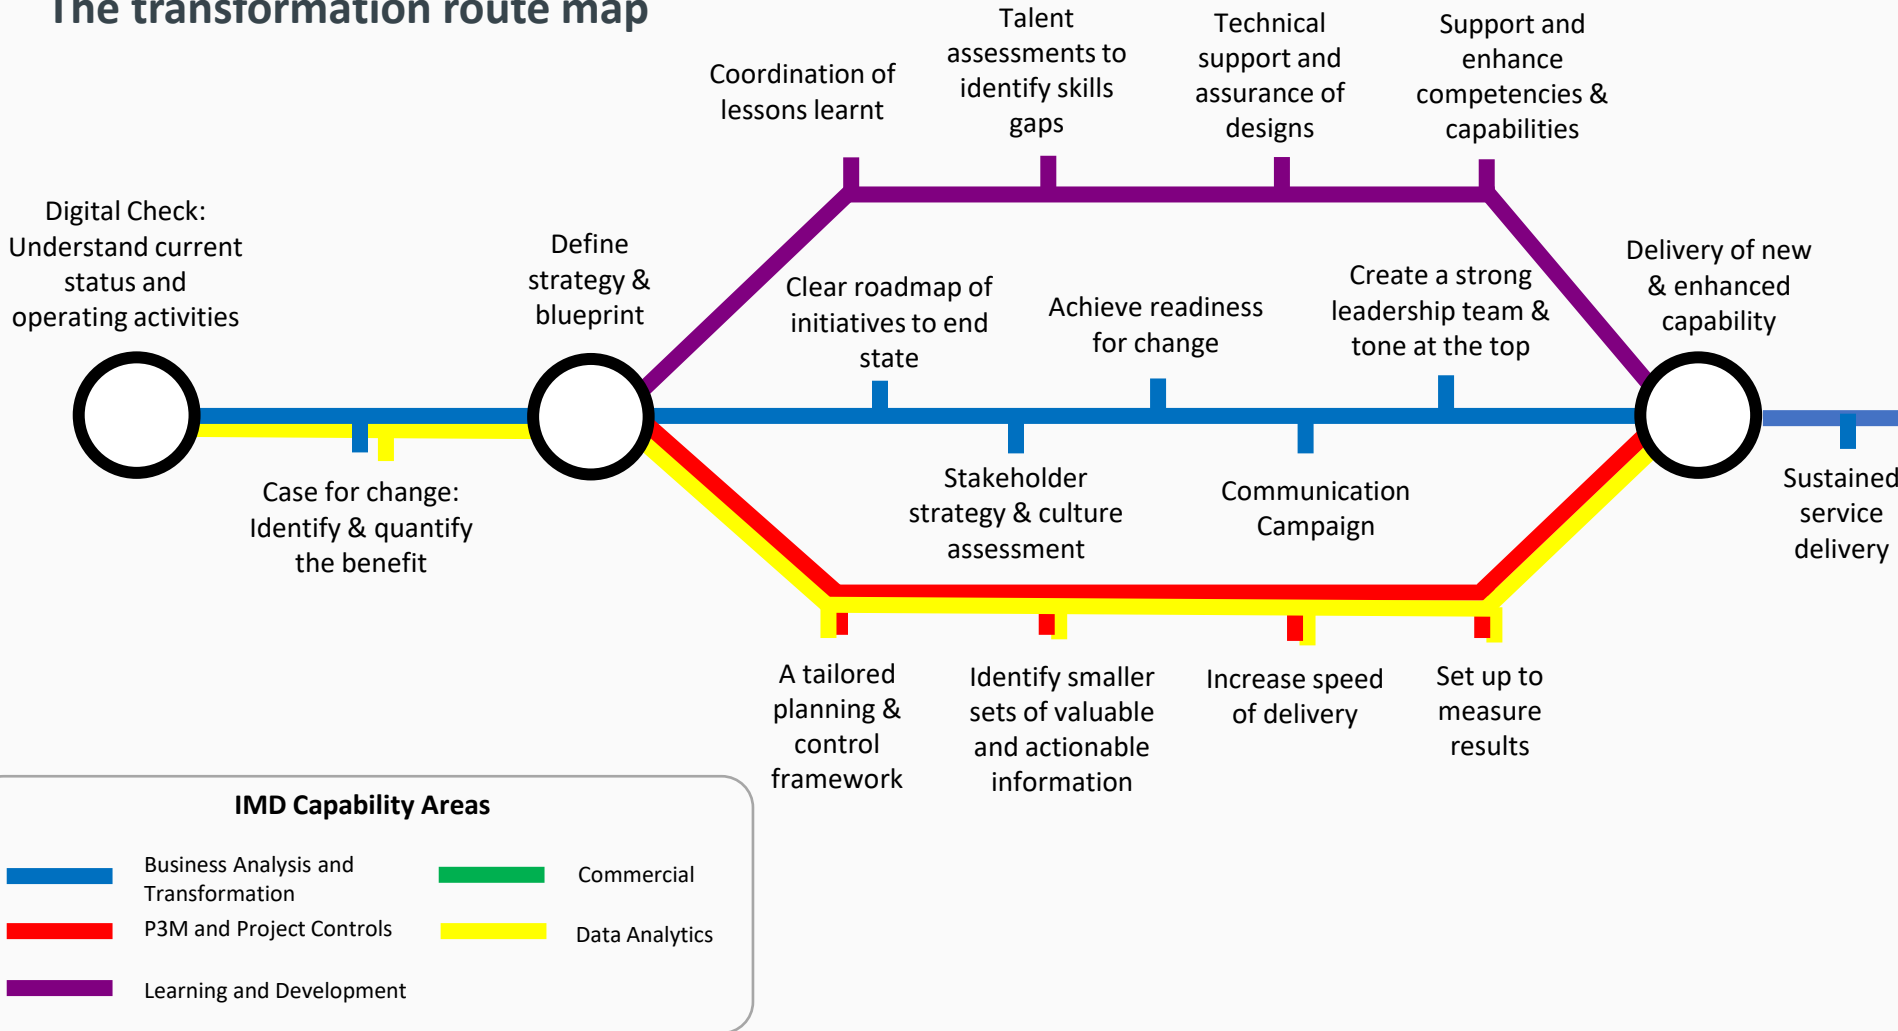 The transformation route map
Coordination of
lessons learnt
Talent
assessments to
identify skills
gaps
Technical
support and
assurance of
designs
Support and
enhance
competencies &
capabilities
Digital Check:
Understand current
status and
operating activities
Define
strategy &
blueprint
Clear roadmap of
initiatives to end
state
Achieve readiness
for change
Create a strong
leadership team &
tone at the top
Delivery of new
& enhanced
capability
Case for change:
Identify & quantify
the benefit
Stakeholder
strategy & culture
assessment
Communication
Campaign
Sustained
service
delivery
A tailored
planning &
control
framework
Identify smaller
sets of valuable
and actionable
information
Increase speed
of delivery
Set up to
measure
results
IMD Capability Areas
Business Analysis and
Transformation
Commercial
P3M and Project Controls
Data Analytics
Learning and Development